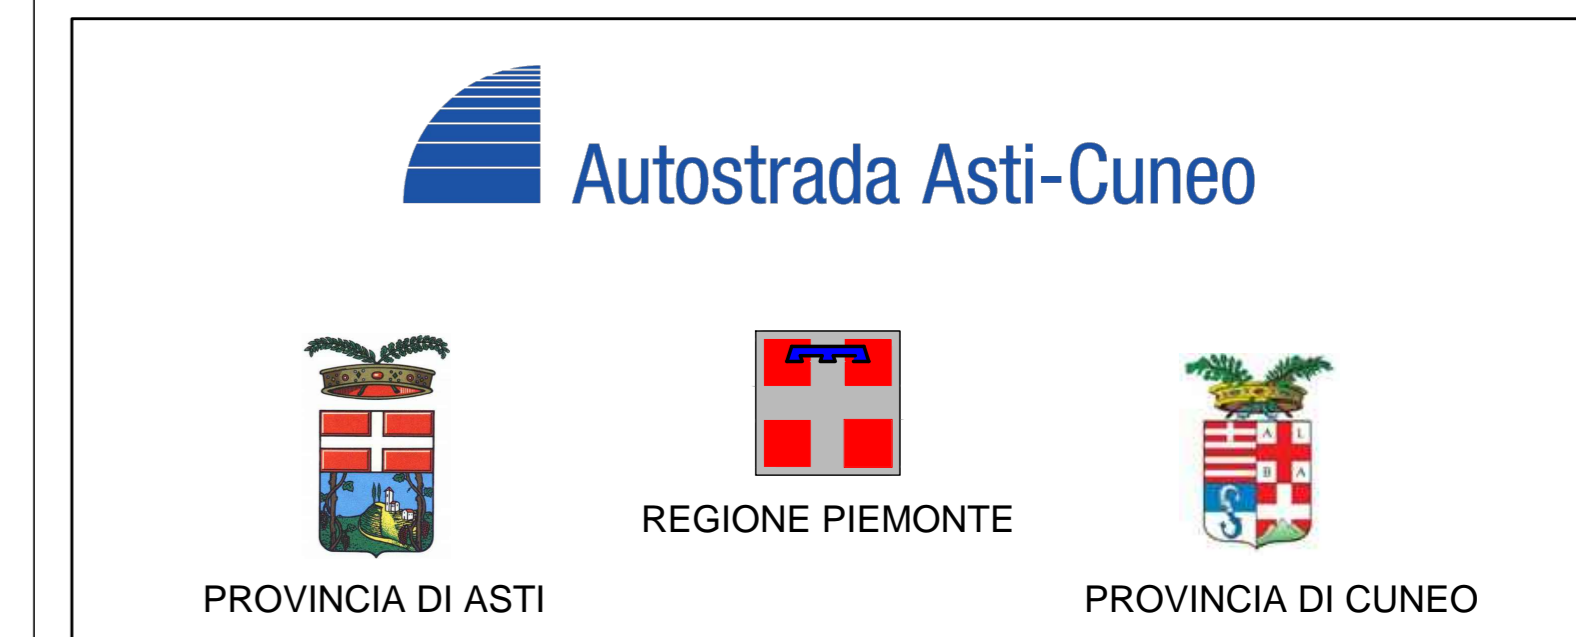 Autostrada Asti-Cuneo
A L
B A
REGIONE PIEMONTE
PROVINCIA DI ASTI
PROVINCIA DI CUNEO